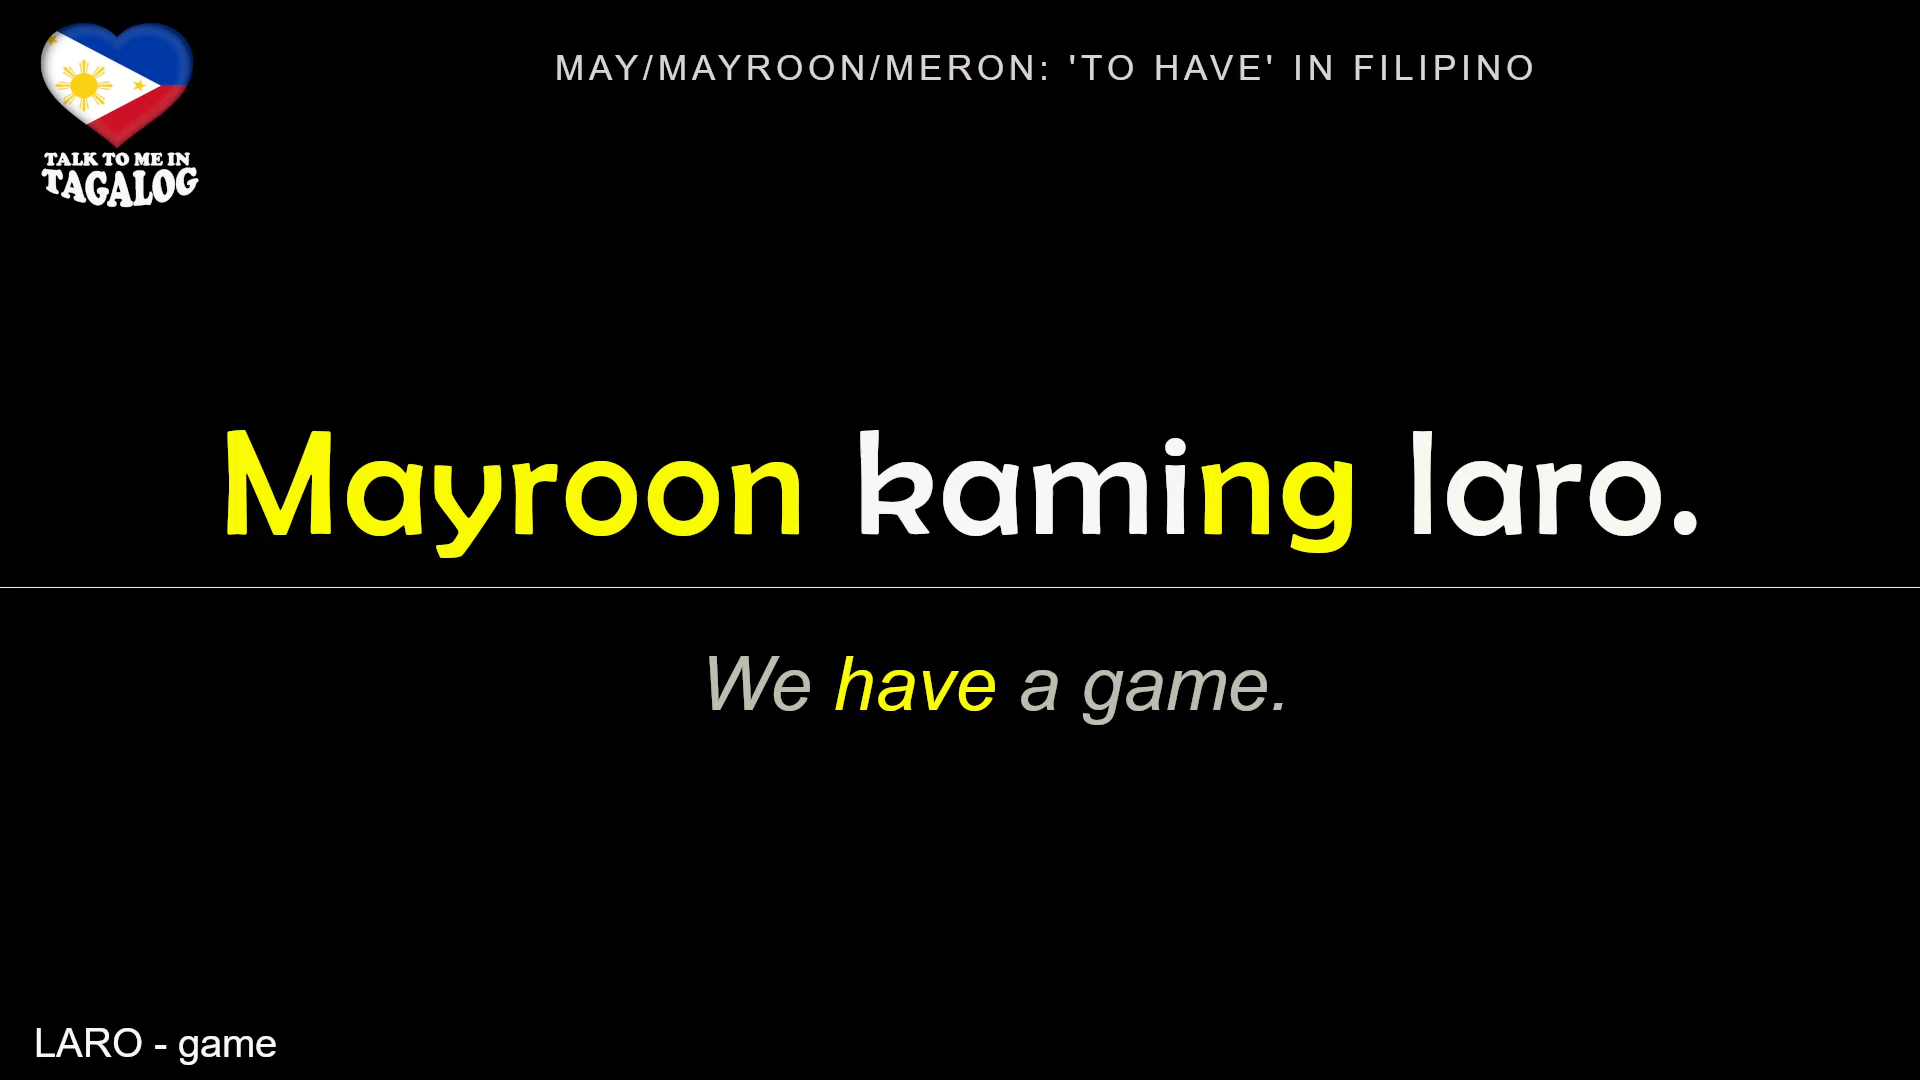 TALK TO ME IN
TAGALOG
MAY/MAYROON/MERON: 'TO HAVE' IN FILIPINO
Mayroon kaming laro.
We have a game.
LARO - game